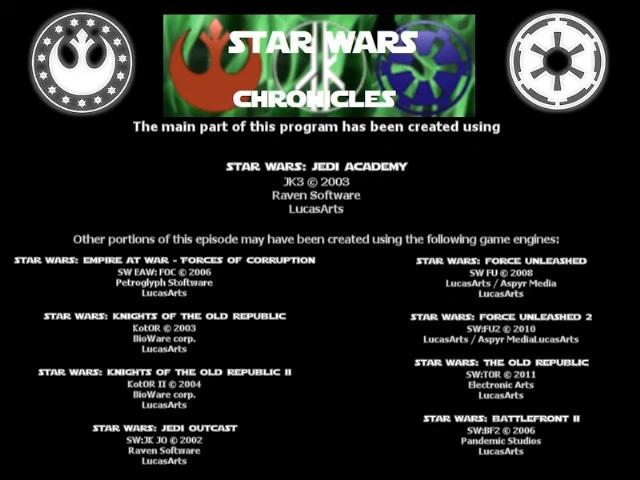 STAR WARS
CHRONICLES
The main part of this program has been created using
STAR WARS: JEDI ACADEMY
JK3 © 2003
Raven Software
LucasArts
Other portions of this episode may have been created using the following game engines:
STAR WARS: EMPIRE AT WAR - FORCES OF CORRUPTION
SW EAW: FOC © 2006
Petroglyph Stoftware
LucasArts
STAR WARS: KNIGHTS OF THE OLD REPUBLIC
KotOR © 2003
BioWare corp.
LucasArts
STAR WARS: KNIGHTS OF THE OLD REPUBLIC II
KotOR II © 2004
BioWare corp.
LucasArts
STAR WARS: JEDI OUTCAST
SW:JK JO © 2002
Raven Software
LucasArts
STAR WARS: FORCE UNLEASHED
SW FU © 2008
LucasArts / Aspyr Media
LucasArts
STAR WARS: FORCE UNLEASHED 2
SW:FU2 © 2010
LucasArts / Aspyr MediaLucasArts
STAR WARS: THE OLD REPUBLIC
SW:TOR © 2011
Electronic Arts
LucasArts
STAR WARS: BATTLEFRONT II
SW:BF2 © 2006
Pandemic Studios
LucasArts